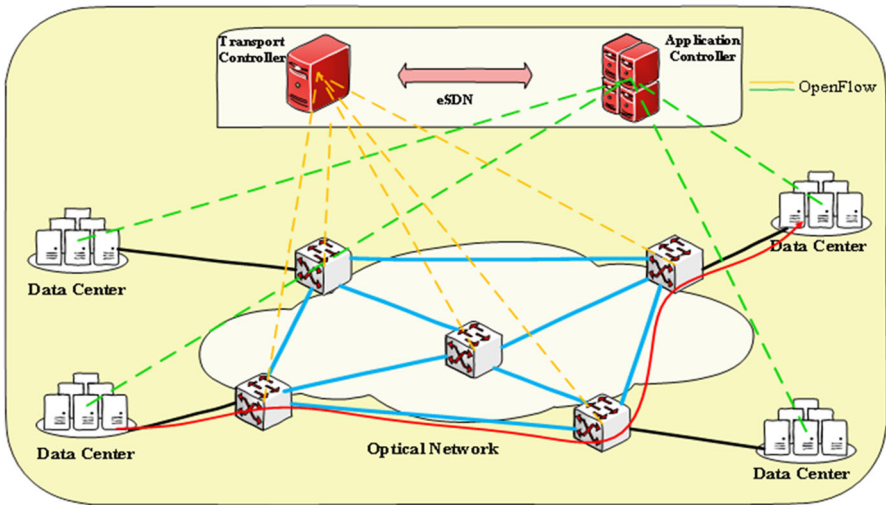 Transport
Controller
Application
Controller
eSDN
OpenFlow
Data Center
Data Center
Data Center
Optical Network
Data Center